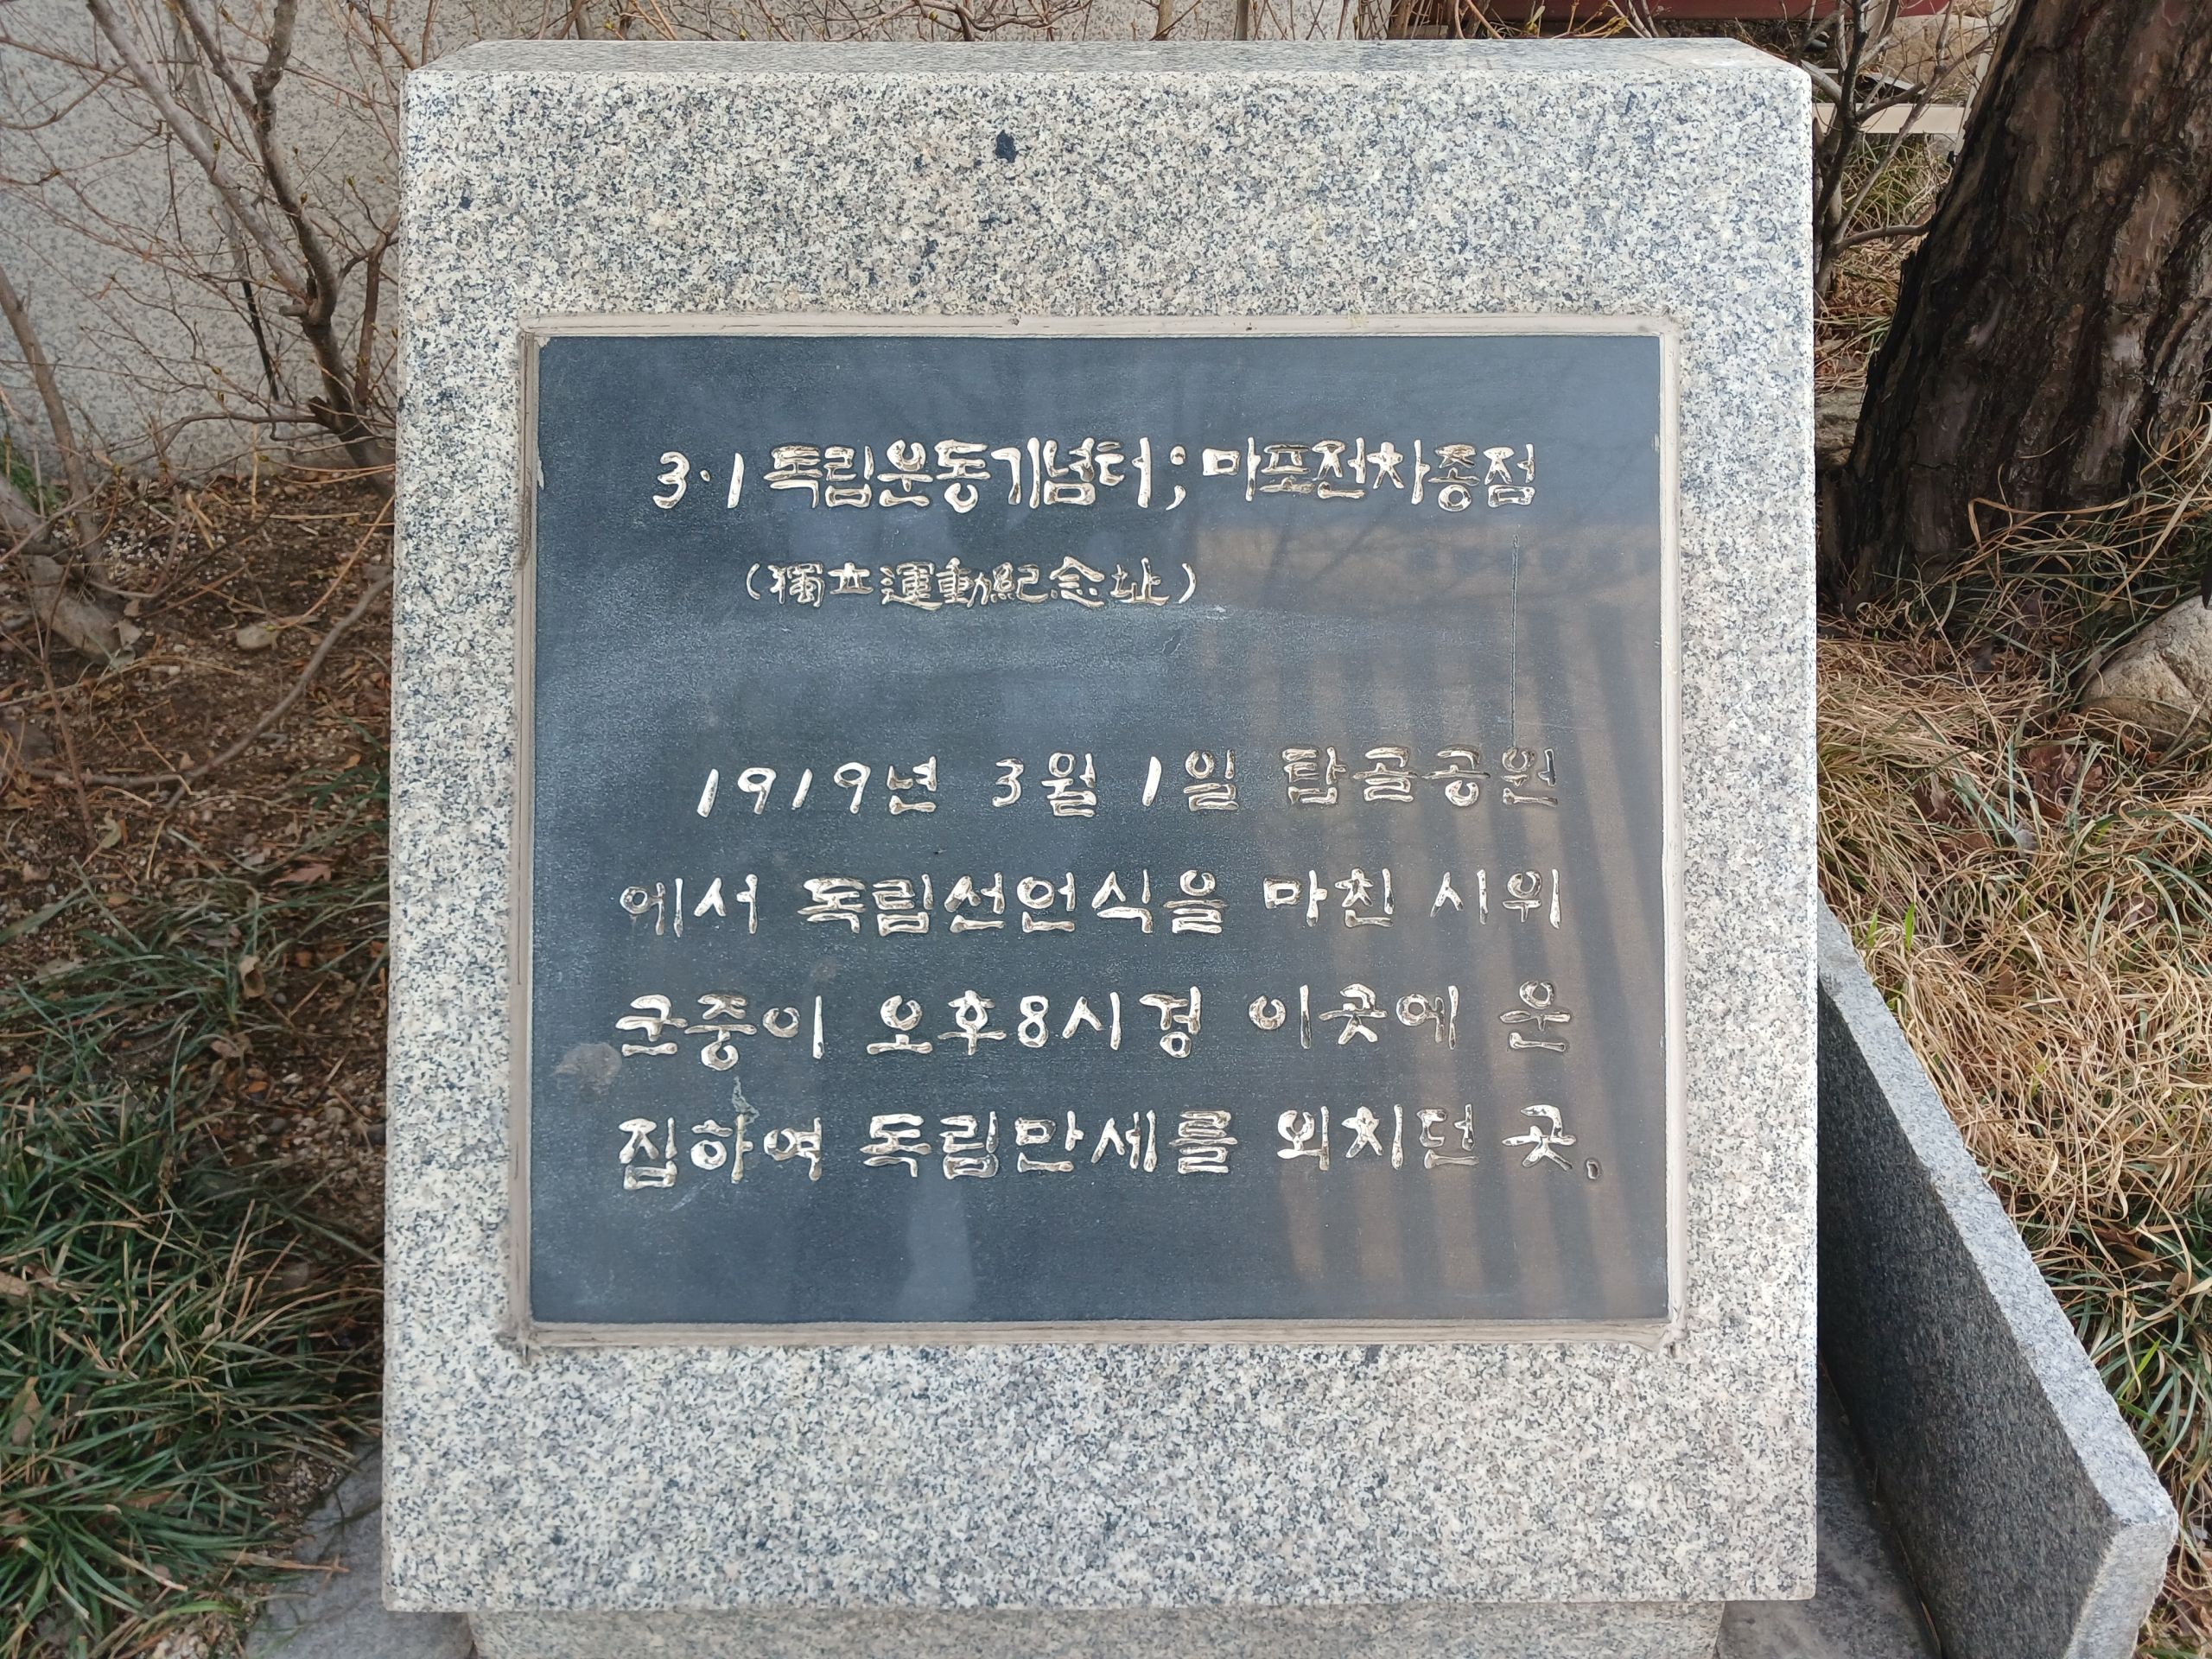 3·1 독립운동기념터;마포전차종점
(獨立運動紀念址)
1919년 3월 1일 탑골공원
에서 독립선언식을 마친 시위
군중이 오후8시경 이곳에 운
집하여 독립만세를 외치던 곳.